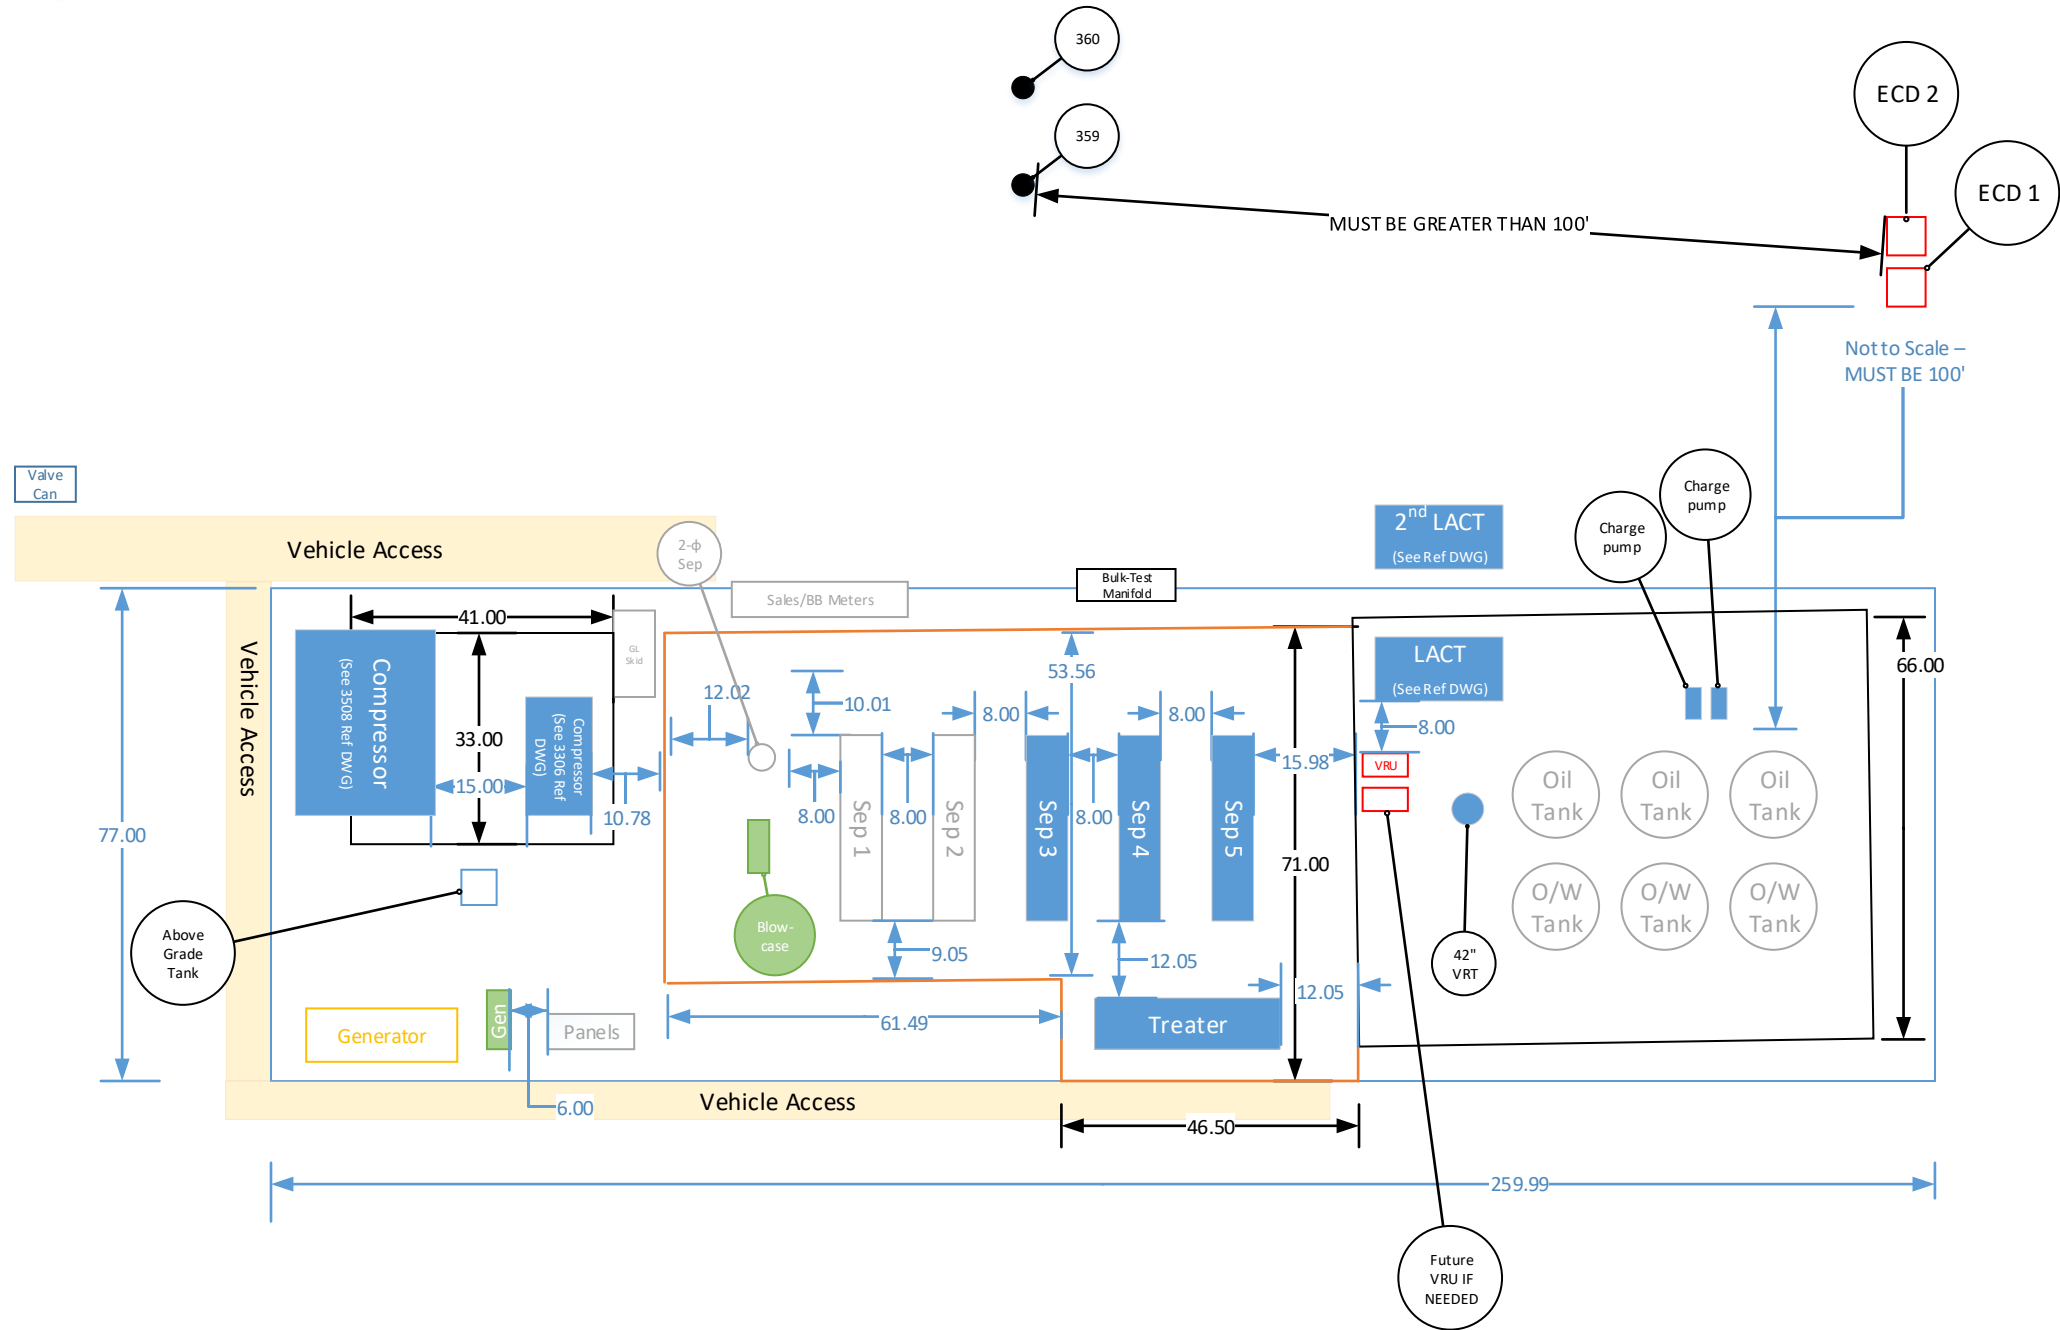 360
ECD 2
359
ECD 1
MUST BE GREATER THAN 100'
Not to Scale –
MUST BE 100'
Valve
Can
Charge
pump
Charge
pump
2nd LACT
(See Ref DWG)
Vehicle Access
2-ϕ
Sep
Bulk-Test
Manifold
Sales/BB Meters
41.00
GL
Skid
Vehicle Access
Compressor
(See 3508 Ref DWG)
33.00
15.00
Compressor
(See 3306 Ref
DWG)
10.78
12.02
10.01
53.56
8.00
8.00
LACT
(See Ref DWG)
66.00
8.00
15.98
VRU
8.00
8.00
8.00
Sep 1
Sep 2
Sep 3
Sep 4
Sep 5
Oil
Tank
Oil
Tank
Oil
Tank
77.00
71.00
O/W
Tank
O/W
Tank
O/W
Tank
Above
Grade
Tank
Blow-
case
9.05
12.05
42"
VRT
12.05
Generator
Gen
Panels
61.49
Treater
6.00
Vehicle Access
46.50
259.99
Future
VRU IF
NEEDED